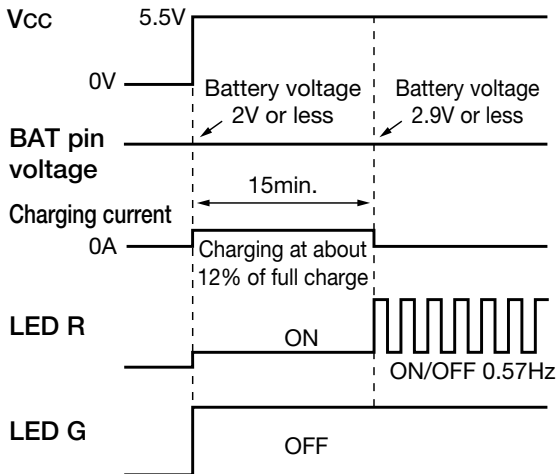 Vcc 5.5V
0V
Battery voltage
2V or less
Battery voltage
2.9V or less
BAT pin
voltage
15min.
Charging current
0A
Charging at about
12% of full charge
LED R
ON
ON/OFF 0.57Hz
LED G
OFF